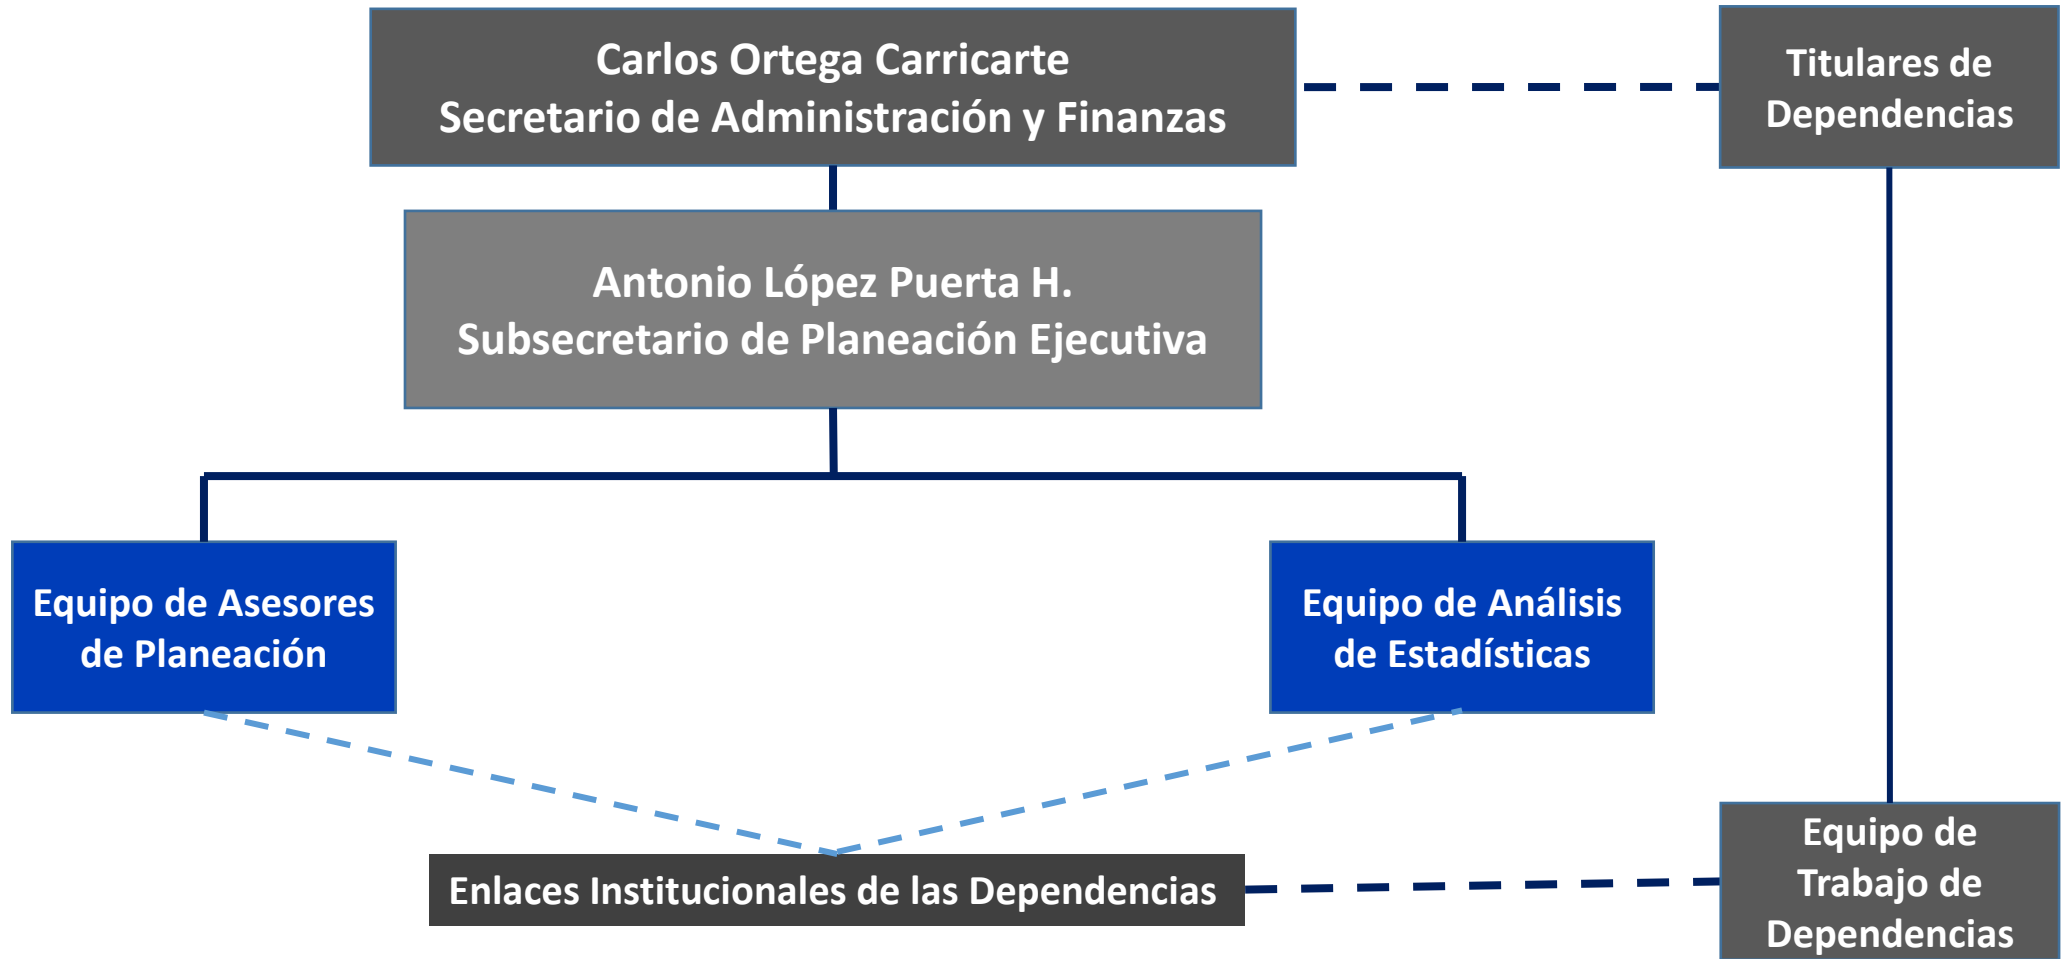 Carlos Ortega Carricarte
Secretario de Administración y Finanzas
Titulares de
Dependencias
Antonio López Puerta H.
Subsecretario de Planeación Ejecutiva
Equipo de Asesores
de Planeación
Equipo de Análisis
de Estadísticas
Enlaces Institucionales de las Dependencias
Equipo de
Trabajo de
Dependencias